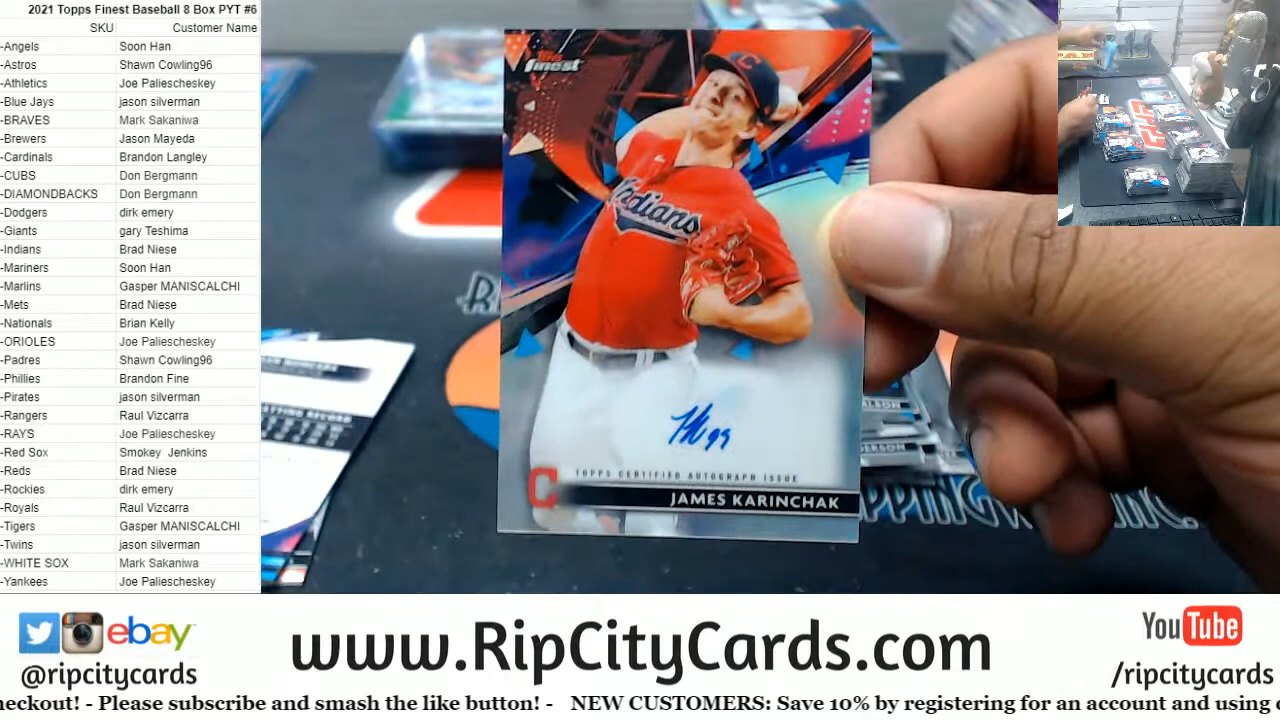 2021 Topps Finest Baseball 8 Box PYT #6
SKU Customer Name
-Angels Soon Han
-Astros Shawn Cowling96
-Athletics Joe Paliescheskey
-Blue Jays jason silverman
-BRAVES Mark Sakaniwa
-Brewers Jason Mayeda
-Cardinals Brandon Langley
-CUBS Don Bergmann
-DIAMONDBACKS Don Bergmann
-Dodgers dirk emery
-Giants gary Teshima
-Indians Brad Niese
-Mariners Soon Han
-Marlins Gasper MANISCALCHI
-Mets Brad Niese
-Nationals Brian Kelly
-ORIOLES Joe Paliescheskey
-Padres Shawn Cowling96
-Phillies Brandon Fine
-Pirates jason silverman
-Rangers Raul Vizcarra
-RAYS Joe Paliescheskey
-Red Sox Smokey Jenkins
-Reds Brad Niese
-Rockies dirk emery
-Royals Raul Vizcarra
-Tigers Gasper MANISCALCHI
-Twins jason silverman
-WHITE SOX Mark Sakaniwa
-Yankees Joe Paliescheskey
Topps
finest
C
Indians
99
TOPPS CERTIFIED AUTOGRAPH ISSUE
C
JAMES KARINCHAK
ebay
@ripcitycards
www.RipCityCards.com
YouTube
/ripcitycards
heckout! - Please subscribe and smash the like button! - NEW CUSTOMERS: Save 10% by registering for an account and using